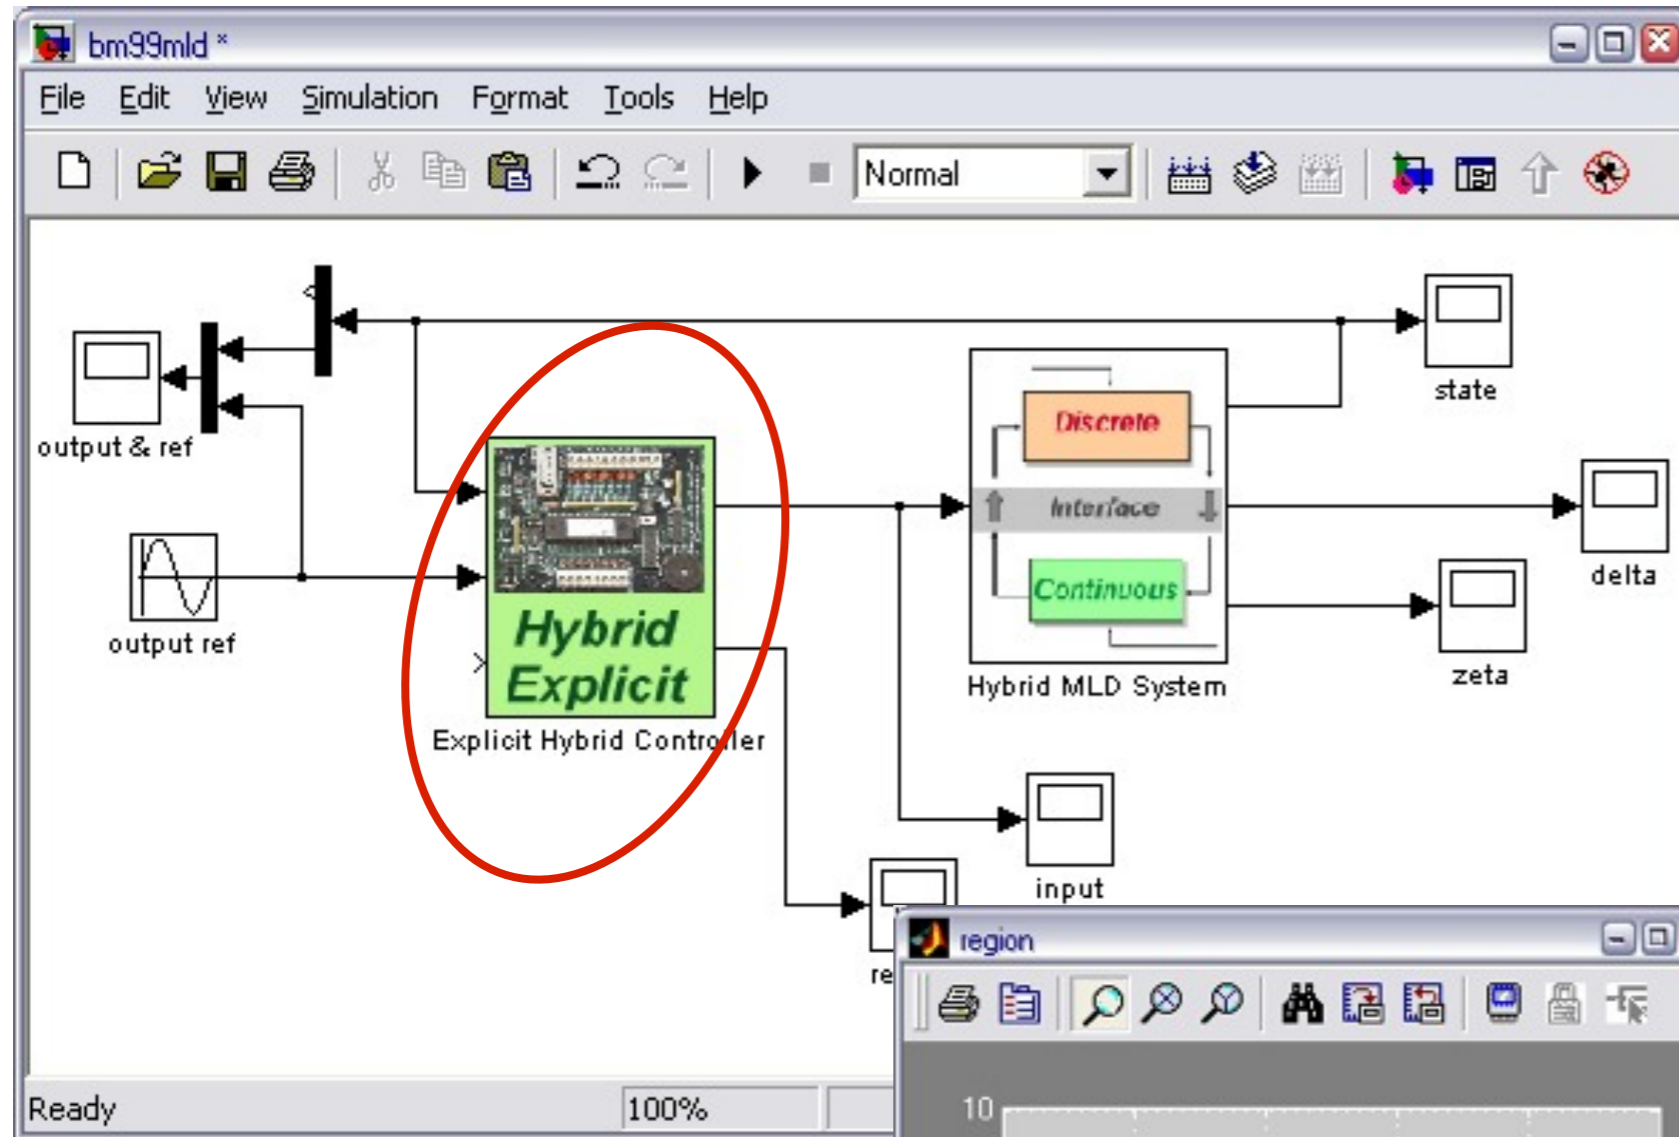 bm99mld *
File Edit View Simulation Format Tools Help
Normal
state
output & ref
Discrete
Interface
Continuous
delta
output ref
Hybrid
Explicit
zeta
Hybrid MLD System
Explicit Hybrid Controller
input
region
re
10
Ready 100%